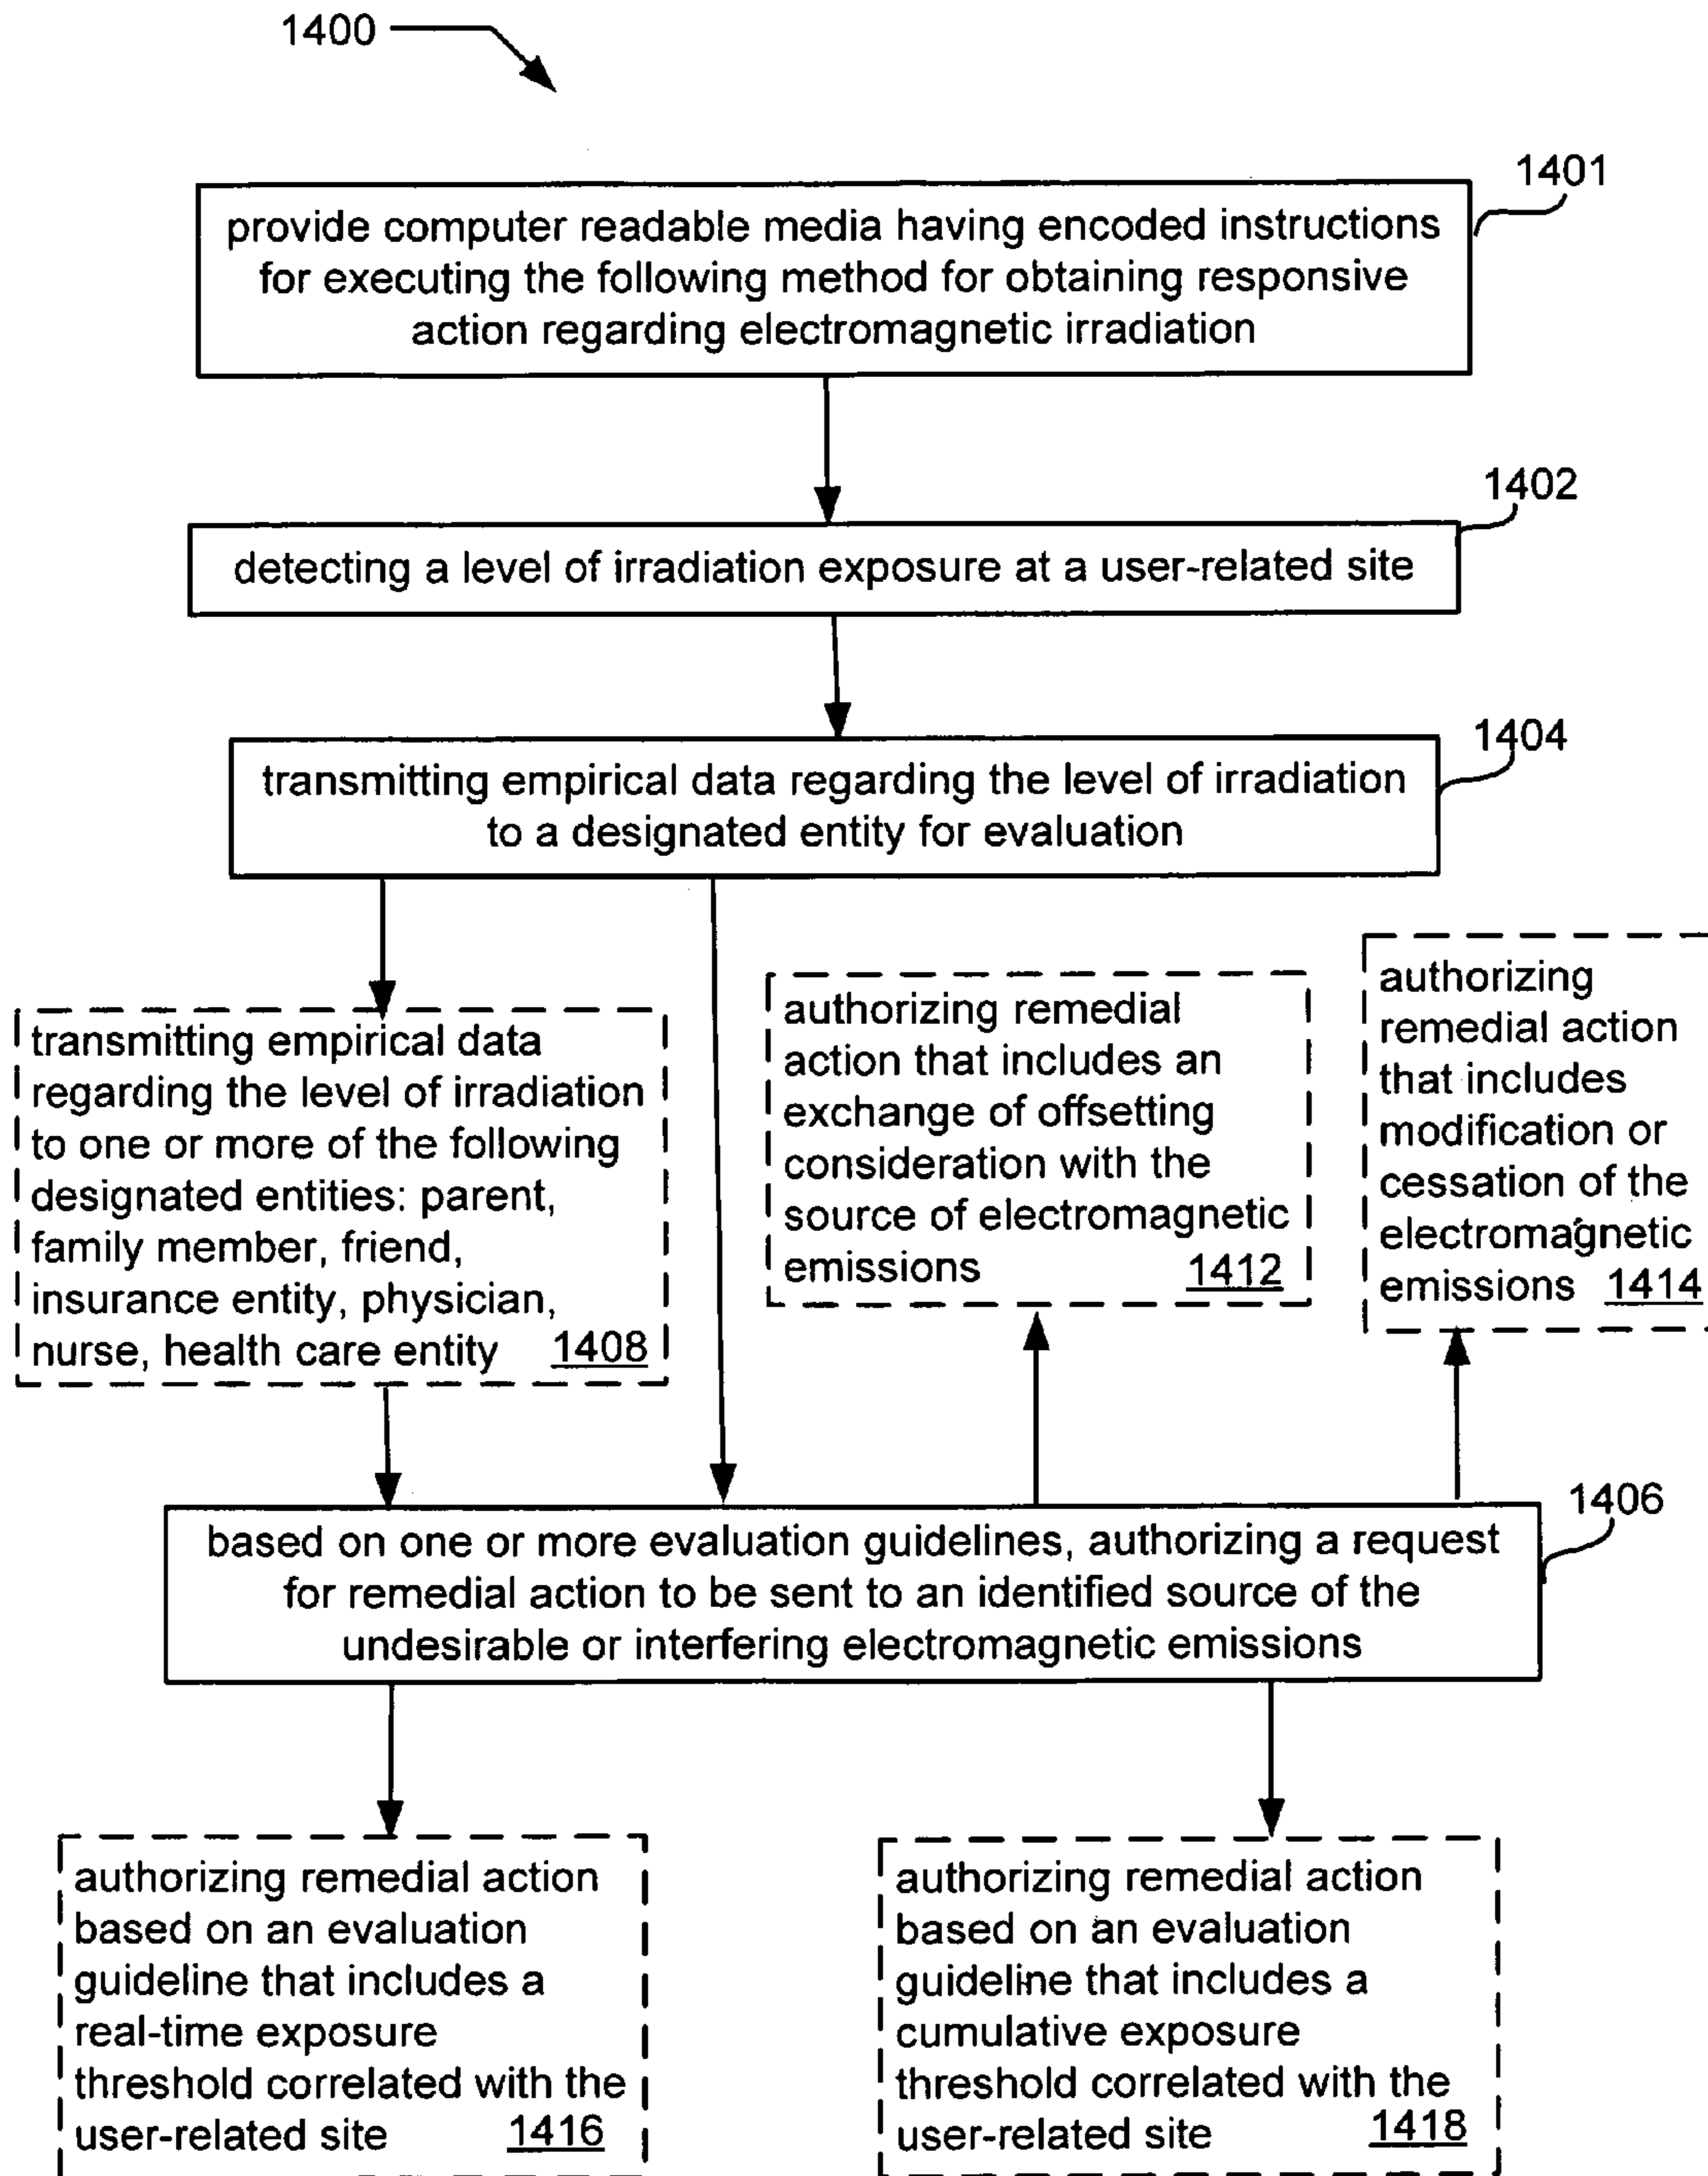 1400
1401
provide computer readable media having encoded instructions
for executing the following method for obtaining responsive
action regarding electromagnetic irradiation
1402
detecting a level of irradiation exposure at a user-related site
1404
transmitting empirical data regarding the level of irradiation
to a designated entity for evaluation
transmitting empirical data
regarding the level of irradiation
to one or more of the following
designated entities: parent,
family member, friend,
insurance entity, physician,
nurse, health care entity 1408
authorizing remedial
action that includes an
exchange of offsetting
consideration with the
source of electromagnetic
emissions 1412
authorizing
remedial action
that includes
modification or
cessation of the
electromagnetic
emissions 1414
1406
based on one or more evaluation guidelines, authorizing a request
for remedial action to be sent to an identified source of the
undesirable or interfering electromagnetic emissions
authorizing remedial action
based on an evaluation
guideline that includes a
real-time exposure
threshold correlated with the
user-related site 1416
authorizing remedial action
based on an evaluation
guideline that includes a
cumulative exposure
threshold correlated with the
user-related site 1418